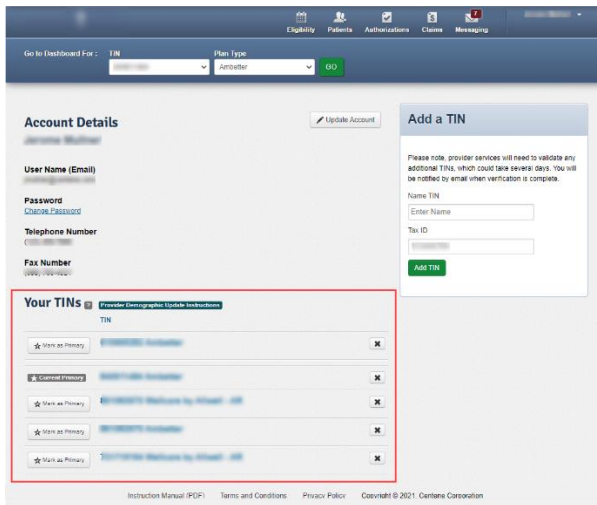 7
Eligibility Patients Authorizations Claims Messaging
Go to Dashboard For : TIN Plan Type
Ambetter GO
Account Details
Update Account
User Name (Email)
Password
Change Password
Telephone Number
Fax Number
Add a TIN
Please note, provider services will need to validate any
additional TINs, which could take several days. You will
be notified by email when verification is complete.
Name TIN
Enter Name
Tax ID
Add TIN
Your TINs ? Provider Demographic Update Instructions
TIN
Mark as Primary
Current Primary
Mark as Primary
Mark as Primary
Mark as Primary
Instruction Manual (PDF) Terms and Conditions Privacy Policy Copyright © 2021, Centene Corporation